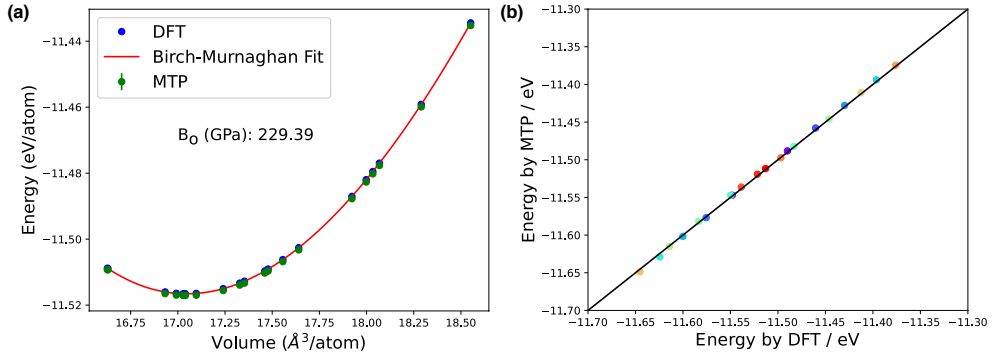 (a)
DFT
Birch-Murnaghan Fit
MTP
B₀ (GPa): 229.39
Energy (eV/atom)
−11.44
−11.46
−11.48
−11.50
−11.52
16.75 17.00 17.25 17.50 17.75 18.00 18.25 18.50
Volume (Å³/atom)
(b)
Energy by MTP / eV
−11.30
−11.35
−11.40
−11.45
−11.50
−11.55
−11.60
−11.65
−11.70
−11.70 −11.65 −11.60 −11.55 −11.50 −11.45 −11.40 −11.35 −11.30
Energy by DFT / eV